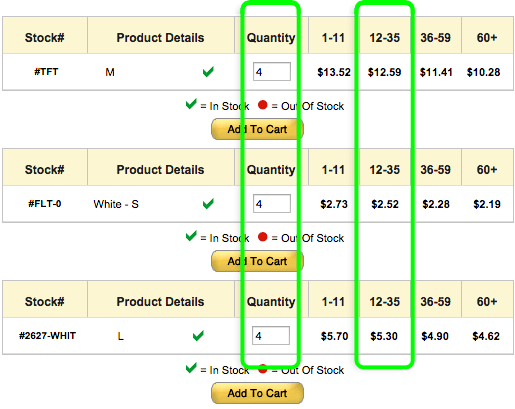 Stock# Product Details Quantity 1-11 12-35 36-59 60+
#TFT M 4 $13.52 $12.59 $11.41 $10.28
= In Stock = Out Of Stock
Add To Cart
Stock# Product Details Quantity 1-11 12-35 36-59 60+
#FLT-0 White - S 4 $2.73 $2.52 $2.28 $2.19
= In Stock = Out Of Stock
Add To Cart
Stock# Product Details Quantity 1-11 12-35 36-59 60+
#2627-WHIT L 4 $5.70 $5.30 $4.90 $4.62
= In Stock = Out Of Stock
Add To Cart